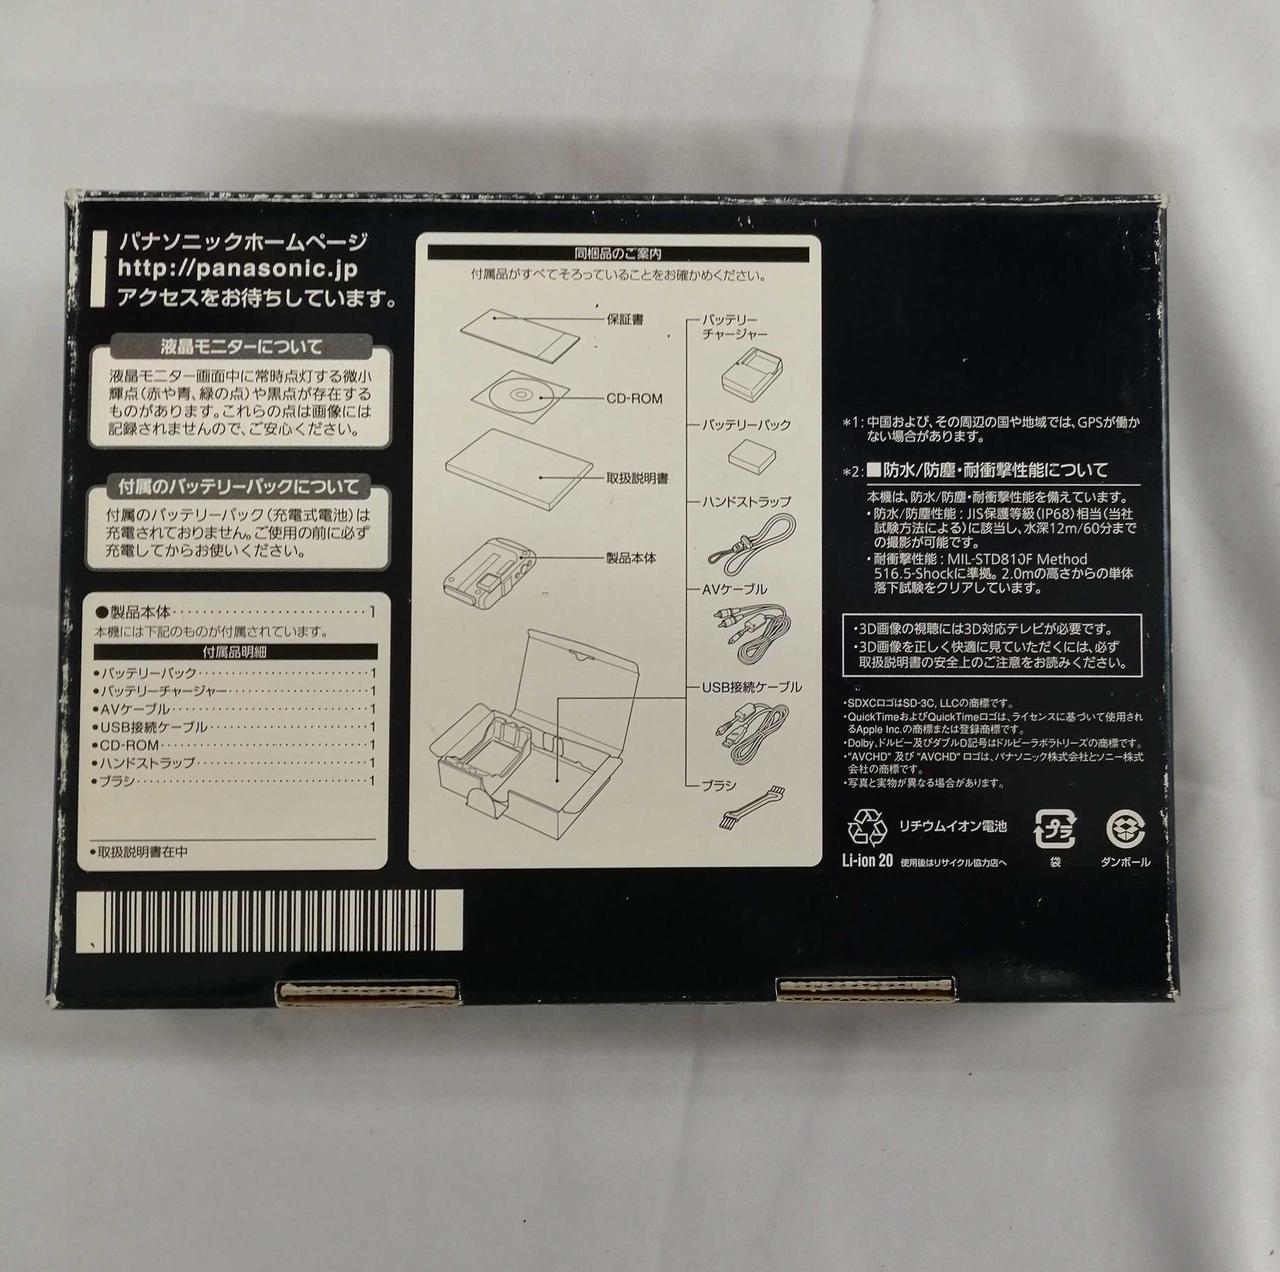 パナソニックホームページ
http://panasonic.jp
アクセスをお待ちしています。
液晶モニターについて
液晶モニター画面中に常時点灯する微小
輝点(赤や青、緑の点)や黒点が存在する
ものがあります。これらの点は画像には
記録されませんので、ご安心ください。
付属のバッテリーパックについて
付属のバッテリーパック(充電式電池)は
充電されておりません。ご使用の前に必ず
充電してからお使いください。
●製品本体‥‥‥‥‥‥‥‥‥‥1
本機には下記のものが付属されています。
付属品明細
•バッテリーパック‥‥‥‥‥‥‥‥1
•バッテリーチャージャー‥‥‥‥‥‥1
•AVケーブル‥‥‥‥‥‥‥‥‥1
•USB接続ケーブル‥‥‥‥‥‥‥1
•CD-ROM‥‥‥‥‥‥‥‥‥‥1
•ハンドストラップ‥‥‥‥‥‥‥‥1
•ブラシ‥‥‥‥‥‥‥‥‥‥‥1
•取扱説明書在中
同梱品のご案内
付属品がすべてそろっていることをお確かめください。
保証書
CD-ROM
取扱説明書
製品本体
バッテリー
チャージャー
バッテリーパック
ハンドストラップ
AVケーブル
USB接続ケーブル
ブラシ
*1:中国および、その周辺の国や地域では、GPSが働か
ない場合があります。
*2:■防水/防塵・耐衝撃性能について
本機は、防水/防塵・耐衝撃性能を備えています。
・防水/防塵性能:JIS保護等級(IP68)相当(当社
試験方法による)に該当し、水深12m/60分まで
の撮影が可能です。
・耐衝撃性能:MIL-STD810F Method
516.5-Shockに準拠。2.0mの高さからの単体
落下試験をクリアしています。
・3D画像の視聴には3D対応テレビが必要です。
・3D画像を正しく快適に見ていただくには、必ず
取扱説明書の安全上のご注意をお読みください。
・SDXCロゴはSD-3C, LLCの商標です。
・QuickTimeおよびQuickTimeロゴは、ライセンスに基づいて使用され
るApple Inc.の商標または登録商標です。
・Dolby、ドルビー及びダブルD記号はドルビーラボラトリーズの商標です。
・"AVCHD" 及び "AVCHD" ロゴは、パナソニック株式会社とソニー株式
会社の商標です。
・写真と実物が異なる場合があります。
リチウムイオン電池
Li-ion 20 使用後はリサイクル協力店へ
プラ
袋
ダンボール